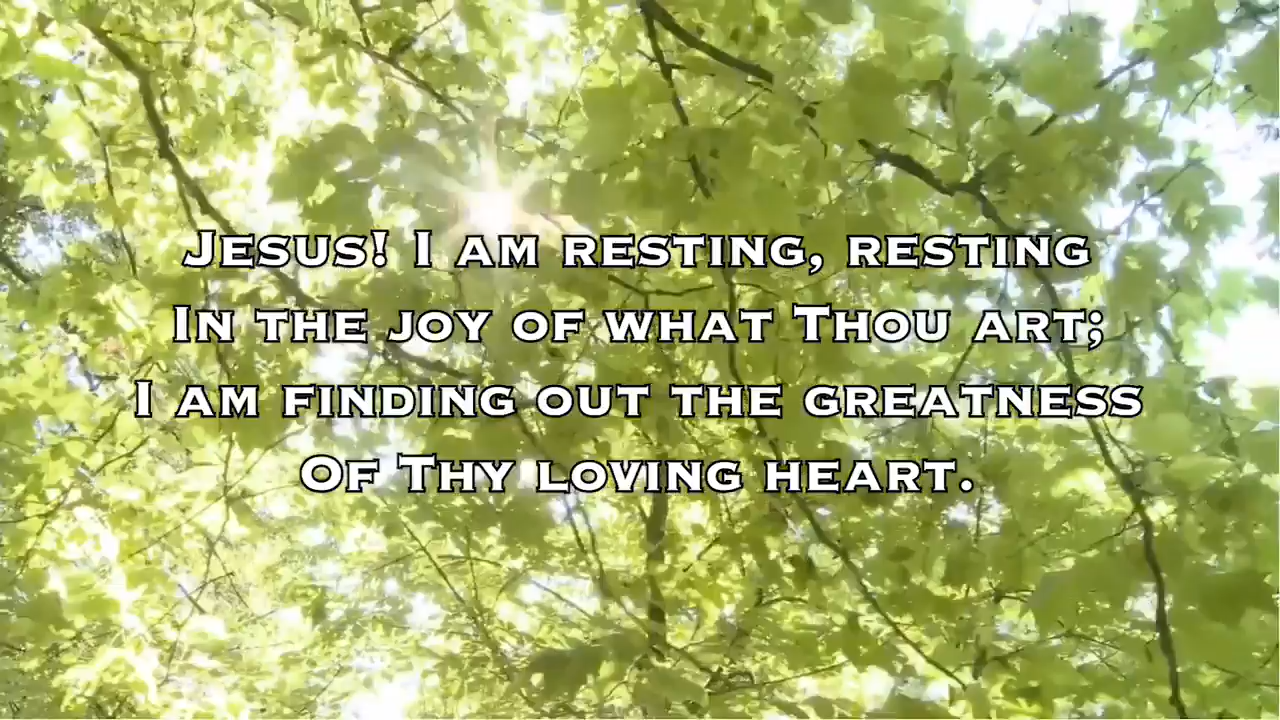 Jesus! I am resting, resting
In the joy of what Thou art;
I am finding out the greatness
Of Thy loving heart.